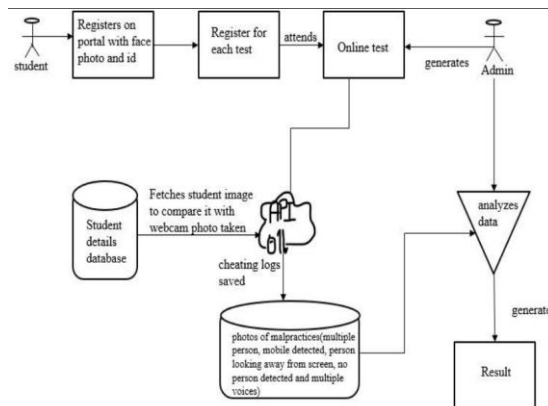 Registers on
portal with face
photo and id
student
Register for
each test
attends
Online test
generates
Admin
Fetches student image
to compare it with
webcam photo taken
Student
details
database
API
analyzes
data
cheating logs
saved
photos of malpractices(multiple
person, mobile detected, person
looking away from screen, no
person detected and multiple
voices)
generate
Result